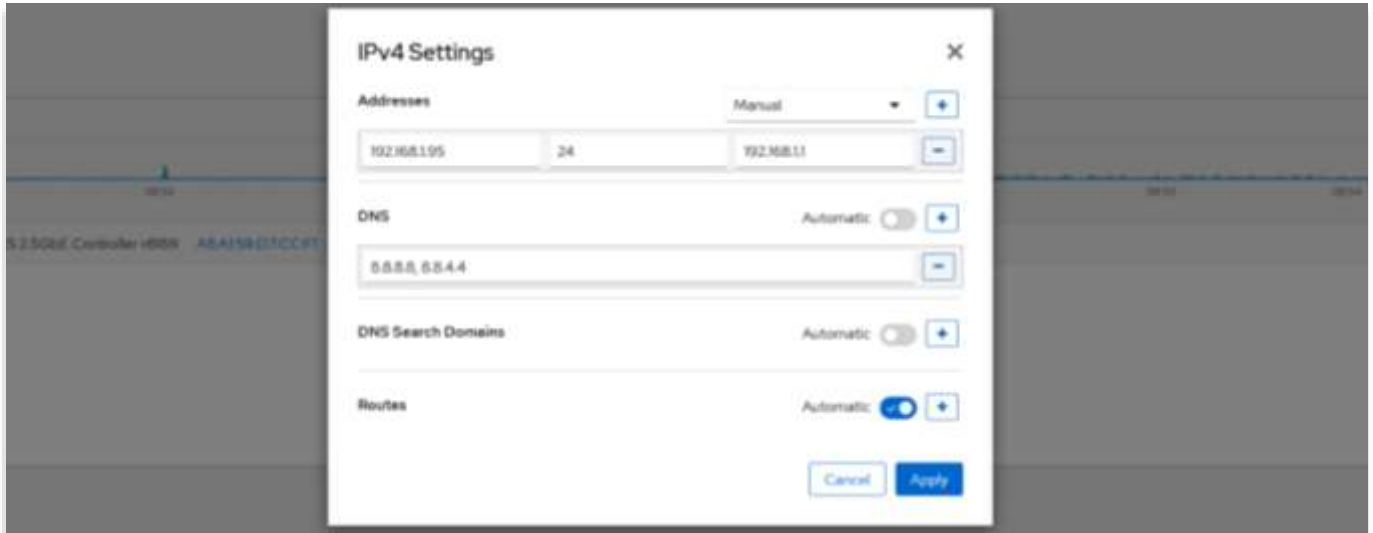 IPv4 Settings
Addresses
Manual
192.168.1.95 24 192.168.1.1
DNS
Automatic
8.8.8.8, 8.8.4.4
DNS Search Domains
Automatic
Routes
Automatic
Cancel Apply